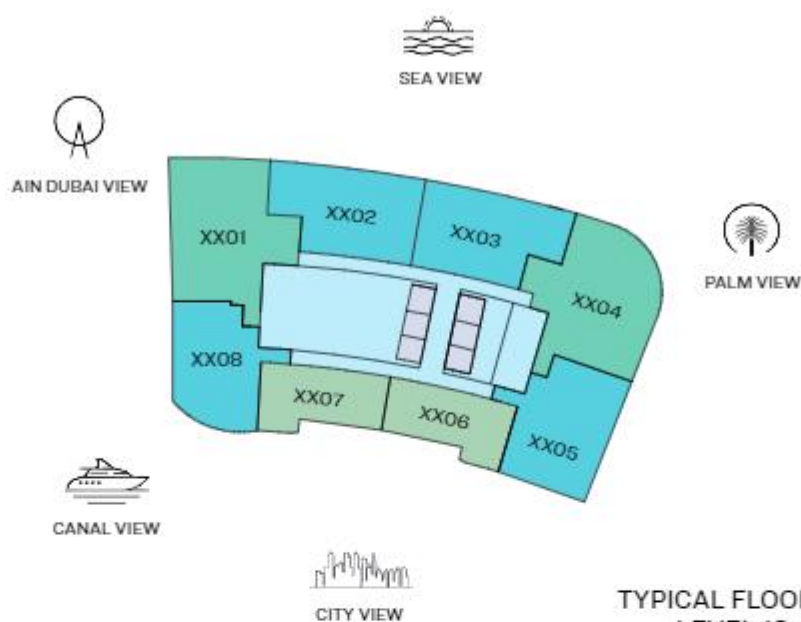 SEA VIEW
AIN DUBAI VIEW
XX02
XX01
XX03
PALM VIEW
XX04
XX08
XX07
XX06
XX05
CANAL VIEW
CITY VIEW
TYPICAL FLOOR